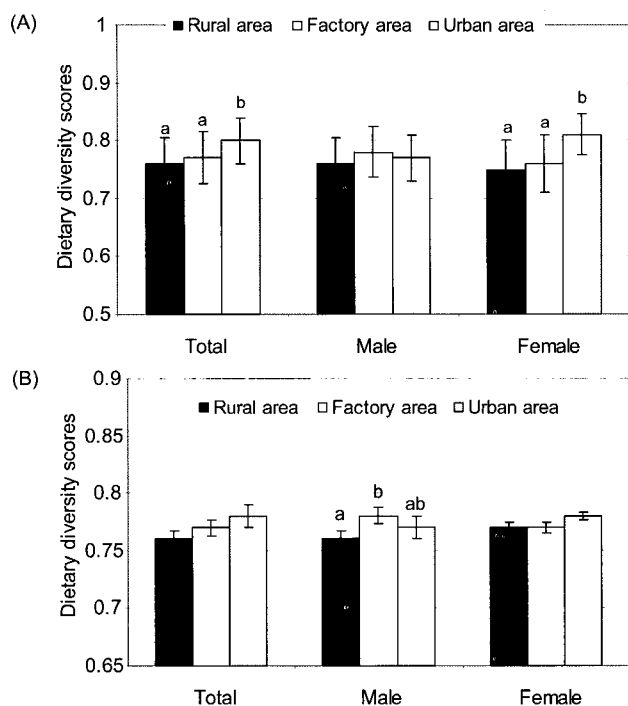 (A)
1
Rural area Factory area Urban area
0.9
0.8
0.7
0.6
0.5
Dietary diversity scores
a a b
a a b
Total Male Female
(B)
0.9
Rural area Factory area Urban area
0.85
0.8
0.75
0.7
0.65
Dietary diversity scores
a b ab
Total Male Female